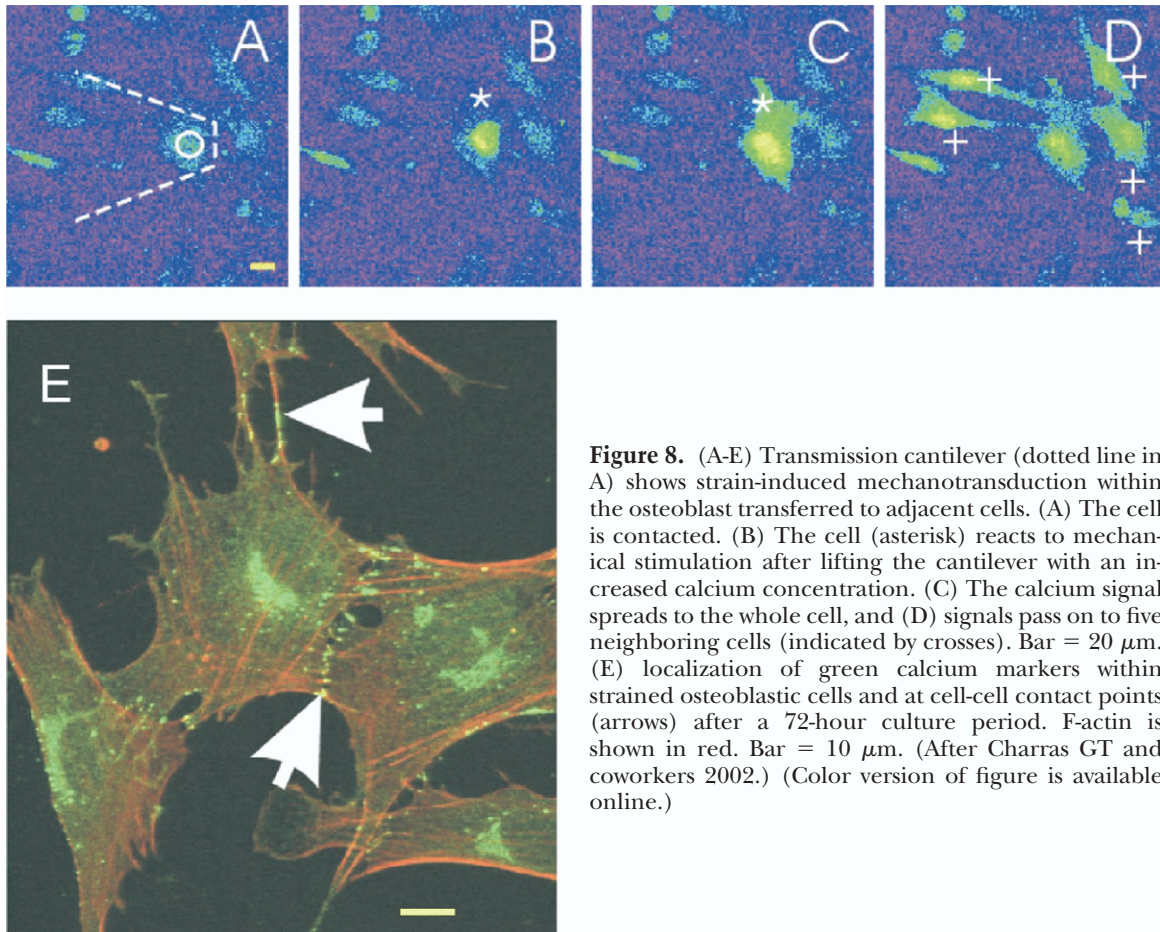 A
B
C
D
*
*
+
+
+
+
+
E
Figure 8. (A-E) Transmission cantilever (dotted line in
A) shows strain-induced mechanotransduction within
the osteoblast transferred to adjacent cells. (A) The cell
is contacted. (B) The cell (asterisk) reacts to mechan-
ical stimulation after lifting the cantilever with an in-
creased calcium concentration. (C) The calcium signal
spreads to the whole cell, and (D) signals pass on to five
neighboring cells (indicated by crosses). Bar = 20 μm.
(E) localization of green calcium markers within
strained osteoblastic cells and at cell-cell contact points
(arrows) after a 72-hour culture period. F-actin is
shown in red. Bar = 10 μm. (After Charras GT and
coworkers 2002.) (Color version of figure is available
online.)